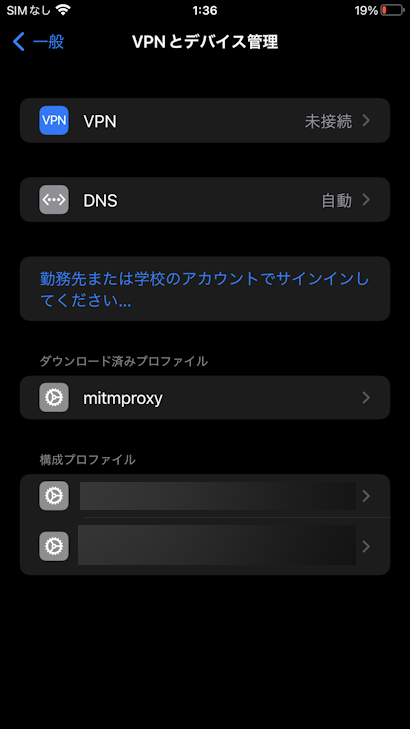 SIMなし 1:36 19%
一般 VPNとデバイス管理
VPN VPN 未接続
DNS 自動
勤務先または学校のアカウントでサインインし
てください...
ダウンロード済みプロファイル
mitmproxy
構成プロファイル